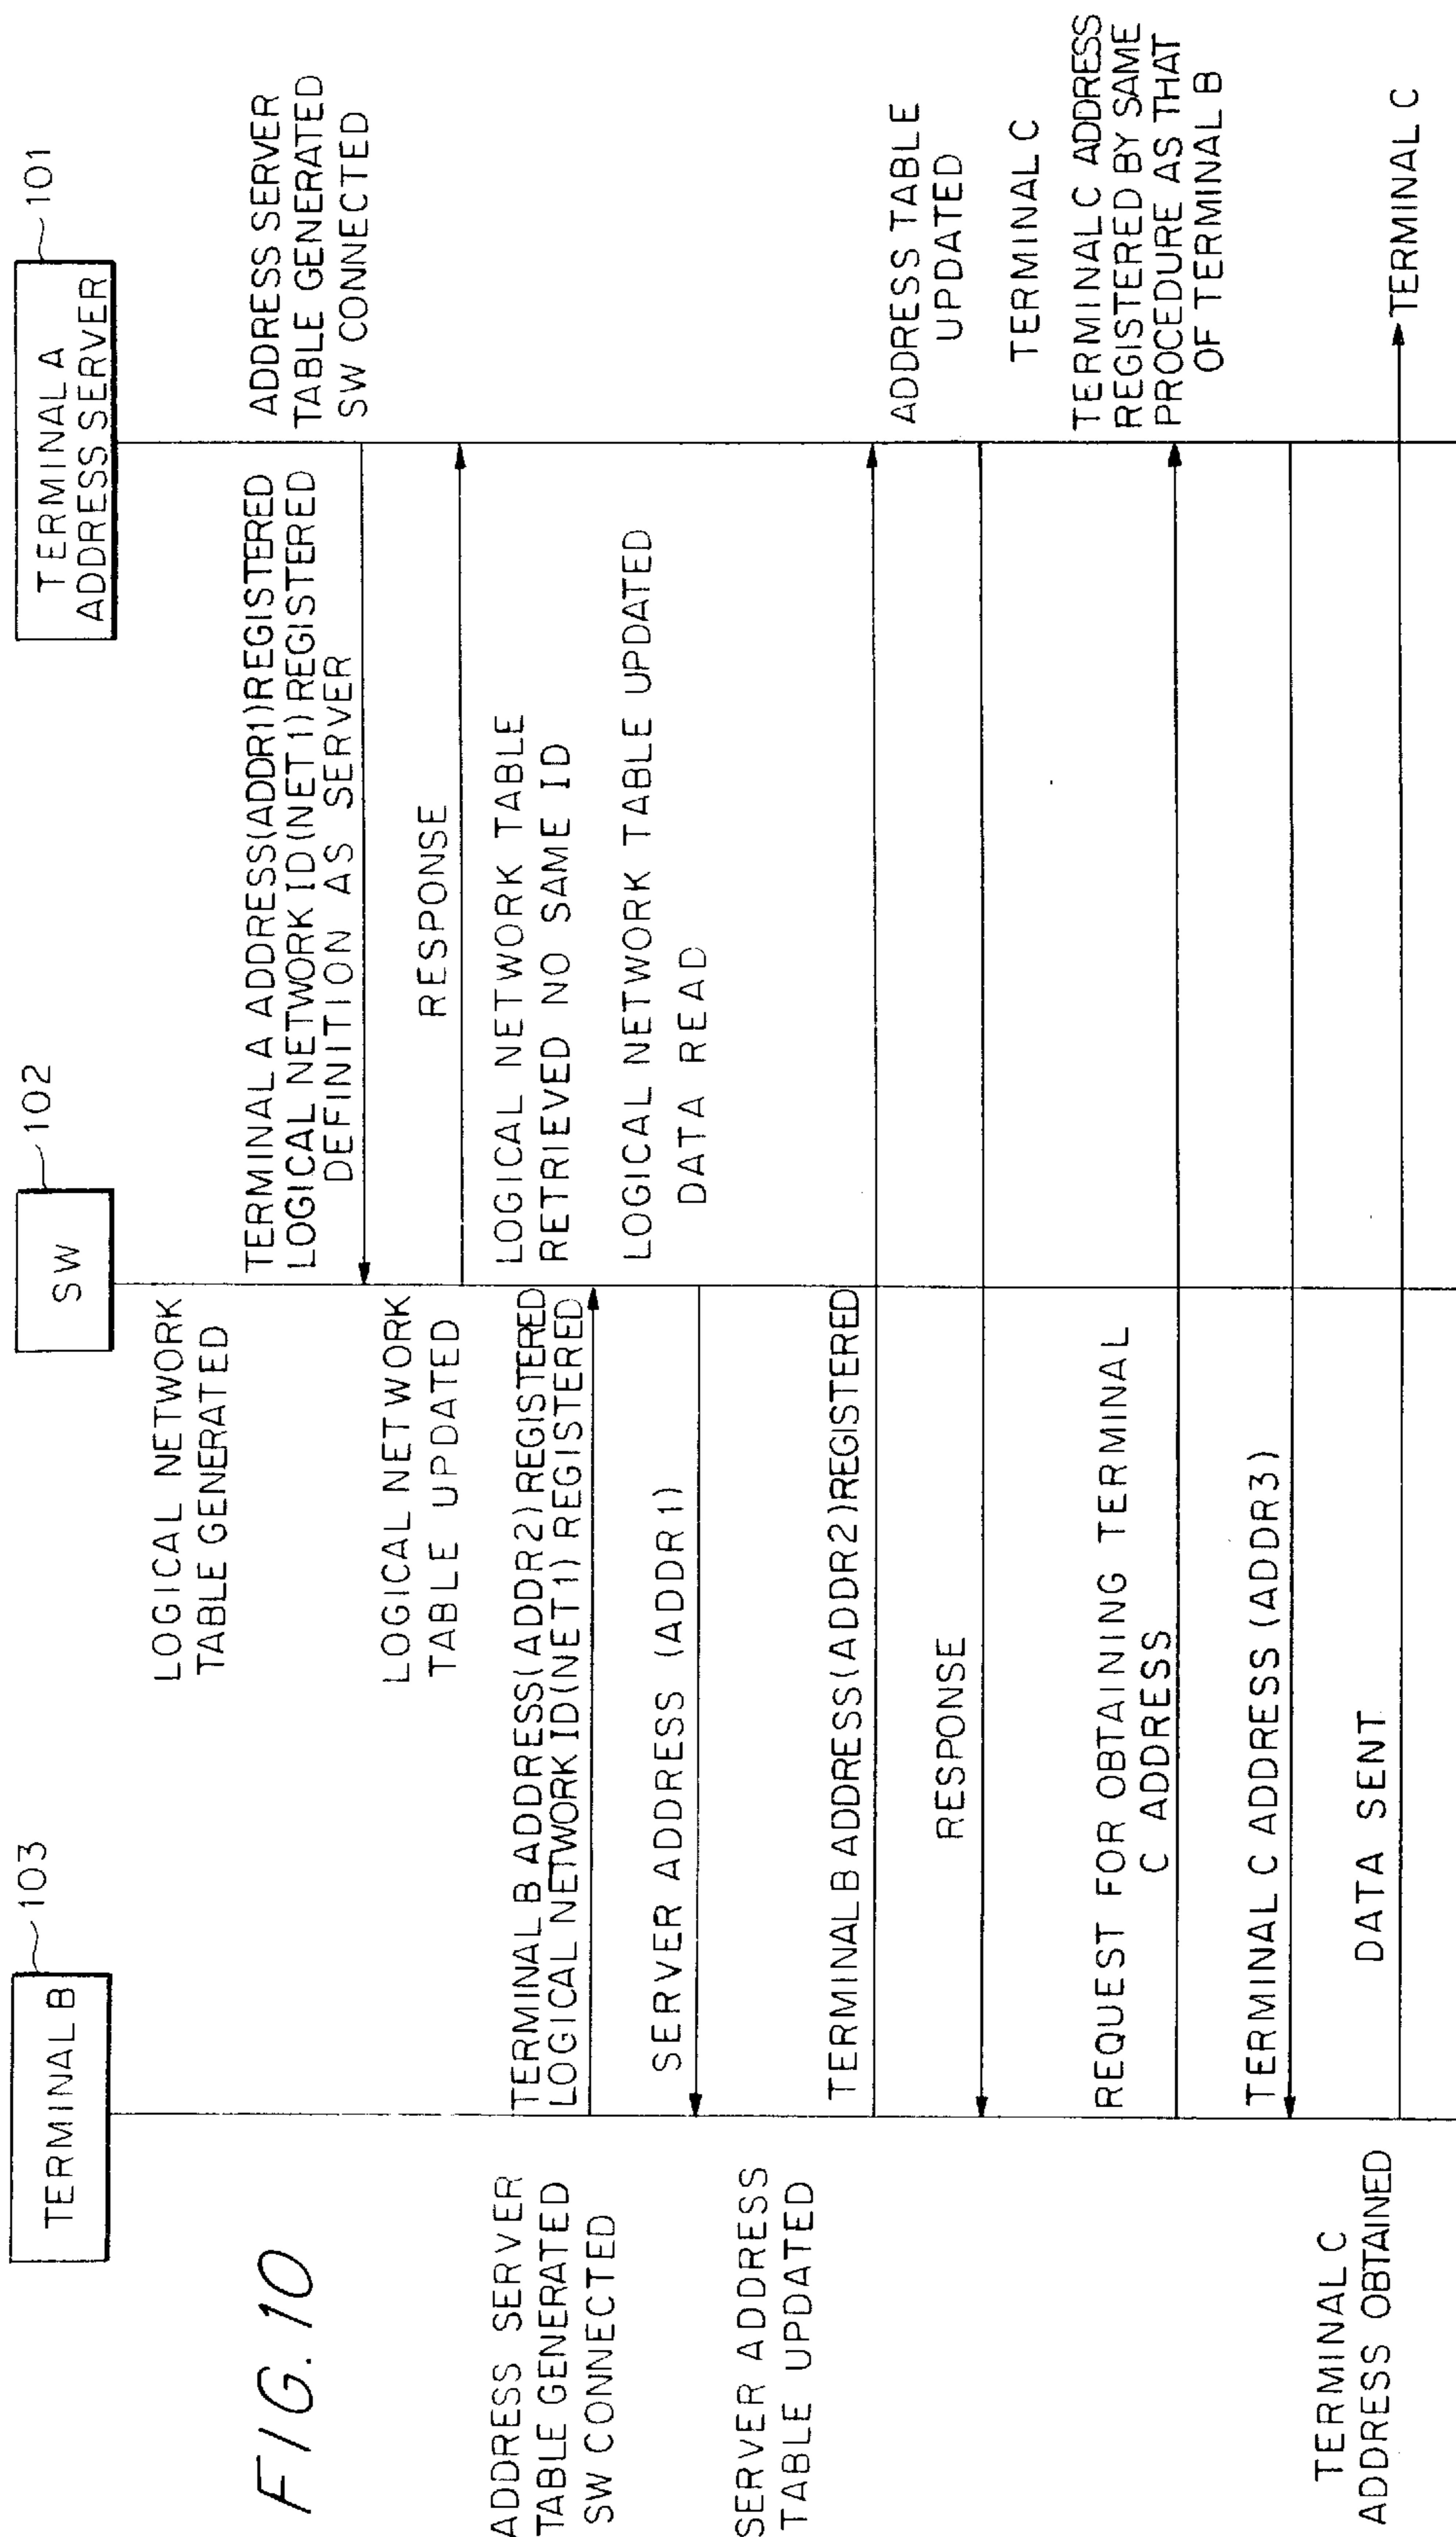 FIG. 10
TERMINAL B
103
SW
102
TERMINAL A
ADDRESS SERVER
101
LOGICAL NETWORK
TABLE GENERATED
ADDRESS SERVER
TABLE GENERATED
SW CONNECTED
TERMINAL A ADDRESS(ADDR1)REGISTERED
LOGICAL NETWORK ID(NET1)REGISTERED
DEFINITION AS SERVER
LOGICAL NETWORK
TABLE UPDATED
RESPONSE
ADDRESS SERVER
TABLE GENERATED
SW CONNECTED
TERMINAL B ADDRESS(ADDR2)REGISTERED
LOGICAL NETWORK ID(NET1) REGISTERED
LOGICAL NETWORK TABLE
RETRIEVED NO SAME ID
LOGICAL NETWORK TABLE UPDATED
DATA READ
SERVER ADDRESS (ADDR1)
SERVER ADDRESS
TABLE UPDATED
TERMINAL B ADDRESS(ADDR2)REGISTERED
ADDRESS TABLE
UPDATED
RESPONSE
TERMINAL C
TERMINAL C ADDRESS
REGISTERED BY SAME
PROCEDURE AS THAT
OF TERMINAL B
REQUEST FOR OBTAINING TERMINAL
C ADDRESS
TERMINAL C ADDRESS (ADDR3)
TERMINAL C
ADDRESS OBTAINED
DATA SENT
TERMINAL C